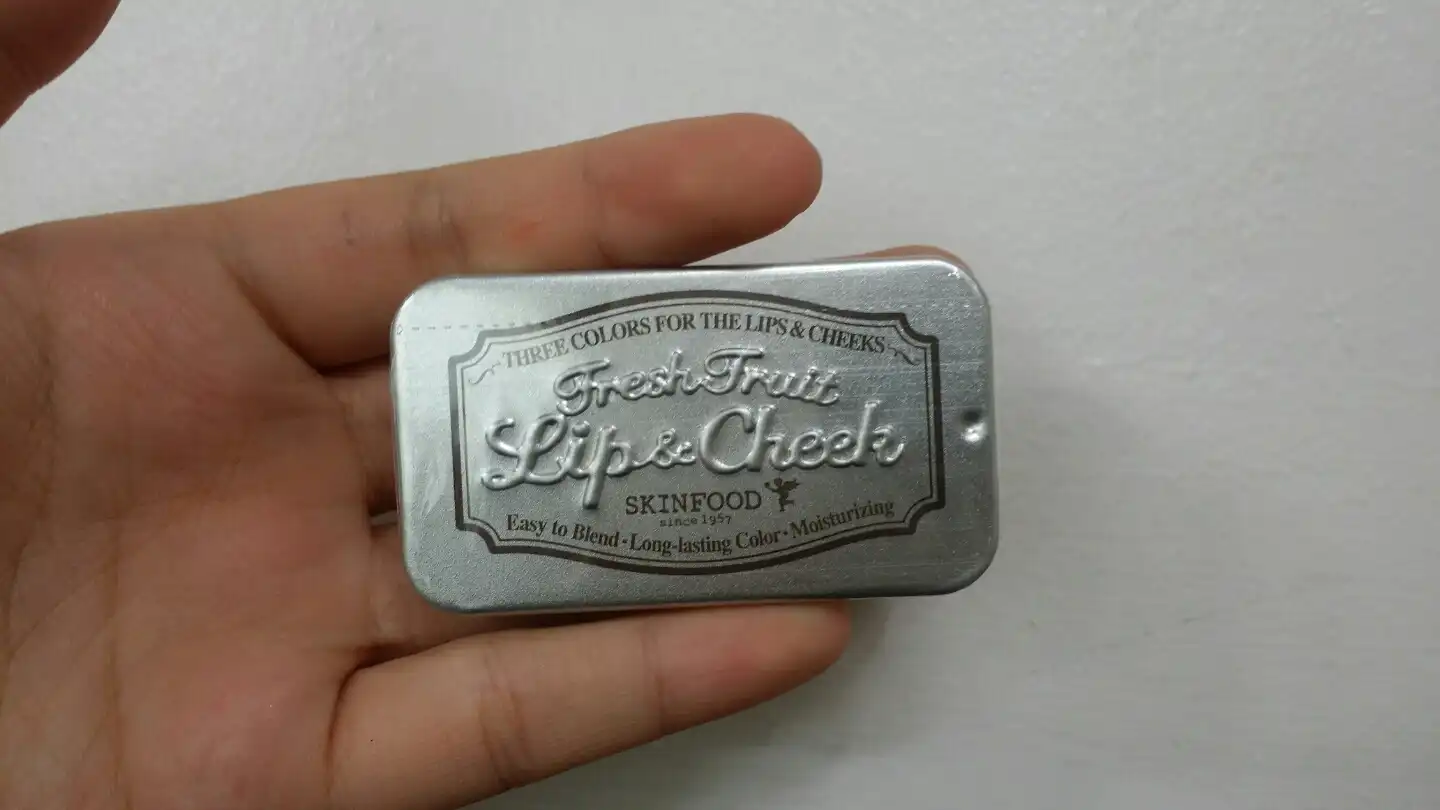 THREE COLORS FOR THE LIPS & CHEEKS
Fresh Fruit
Lip & Cheek
SKINFOOD
since 1957
Easy to Blend · Long-lasting Color · Moisturizing